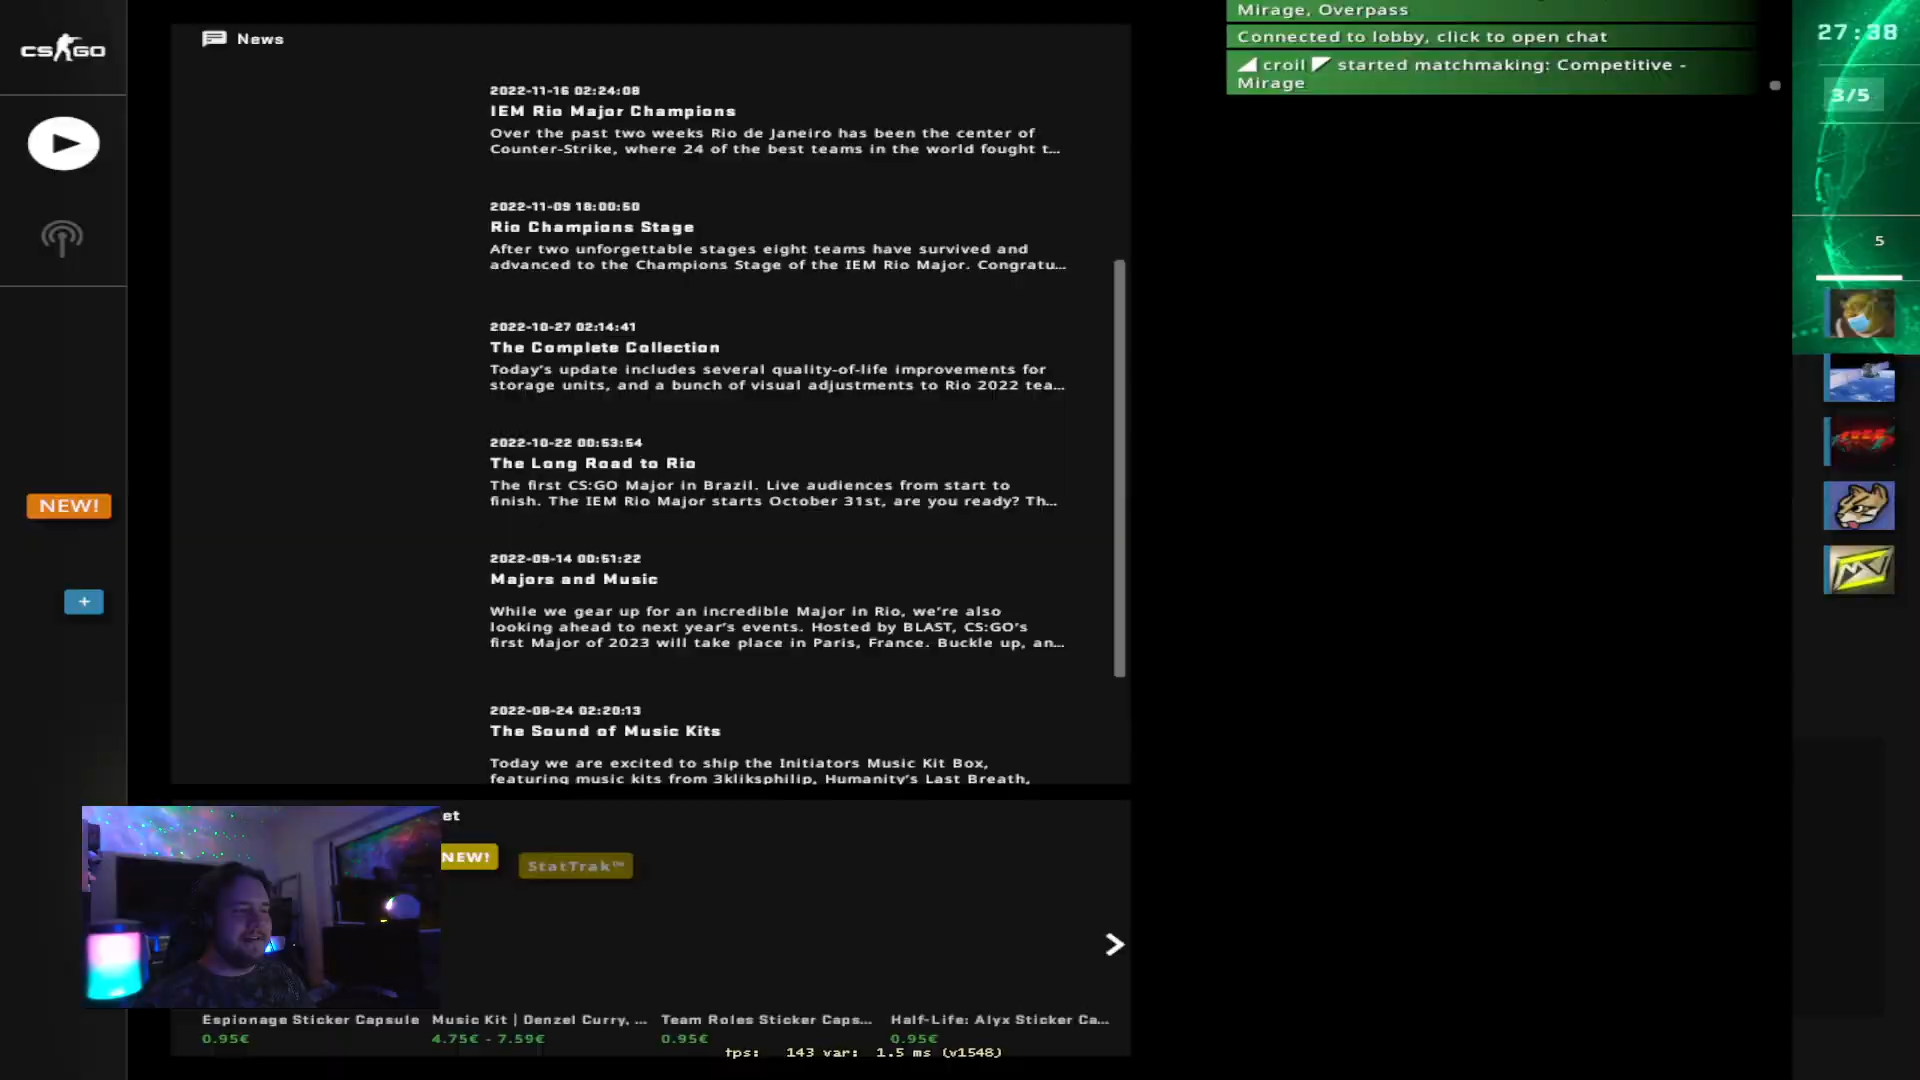 CS:GO
News
2022-11-16 02:24:08
IEM Rio Major Champions
Over the past two weeks Rio de Janeiro has been the center of
Counter-Strike, where 24 of the best teams in the world fought t...
2022-11-09 18:00:50
Rio Champions Stage
After two unforgettable stages eight teams have survived and
advanced to the Champions Stage of the IEM Rio Major. Congratu...
2022-10-27 02:14:41
The Complete Collection
Today's update includes several quality-of-life improvements for
storage units, and a bunch of visual adjustments to Rio 2022 tea...
2022-10-22 00:53:54
The Long Road to Rio
The first CS:GO Major in Brazil. Live audiences from start to
finish. The IEM Rio Major starts October 31st, are you ready? Th...
2022-09-14 00:51:22
Majors and Music
While we gear up for an incredible Major in Rio, we're also
looking ahead to next year's events. Hosted by BLAST, CS:GO's
first Major of 2023 will take place in Paris, France. Buckle up, an...
2022-08-24 02:20:13
The Sound of Music Kits
Today we are excited to ship the Initiators Music Kit Box,
featuring music kits from 3kliksphilip, Humanity's Last Breath,
NEW!
+
et
NEW!
StatTrak™
Espionage Sticker Capsule
0.95€
Music Kit | Denzel Curry, ...
4.75€ - 7.59€
Team Roles Sticker Caps...
0.95€
Half-Life: Alyx Sticker Ca...
0.95€
fps: 143 var: 1.5 ms (v1548)
Mirage, Overpass
Connected to lobby, click to open chat
◢ croil ◤ started matchmaking: Competitive -
Mirage
27:38
3/5
5